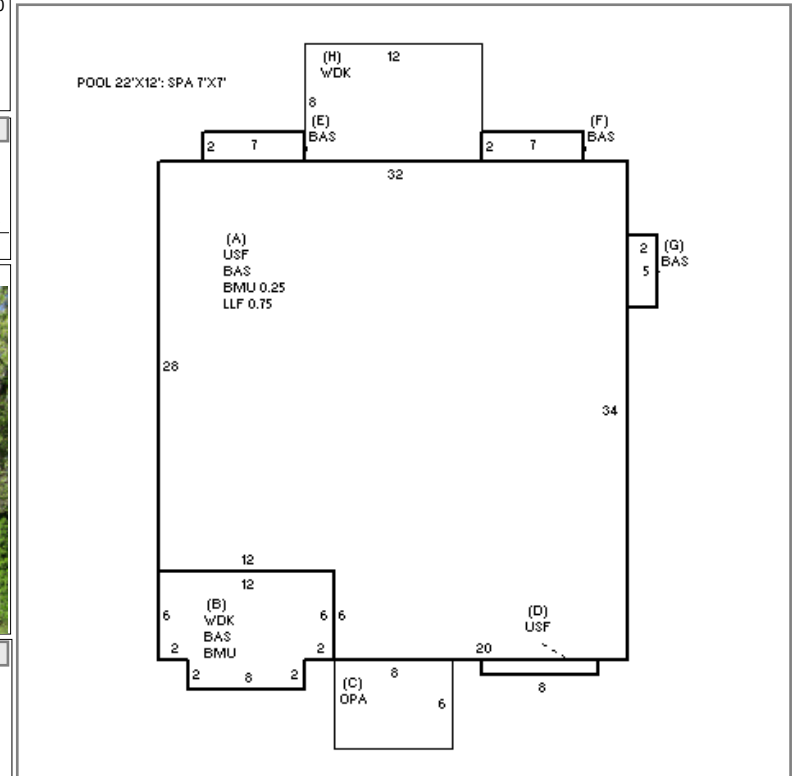 (H) 12
WDK
POOL 22'X12': SPA 7'X7'
8
(E)
BAS
(F)
BAS
2 7
2 7
32
(A)
USF
BAS
BMU 0.25
LLF 0.75
2
5
(G)
BAS
28
34
12
12
(B)
WDK
BAS
BMU
6
6
6
2
2
2 8 2
(D)
USF
20
8
(C)
OPA
8
6